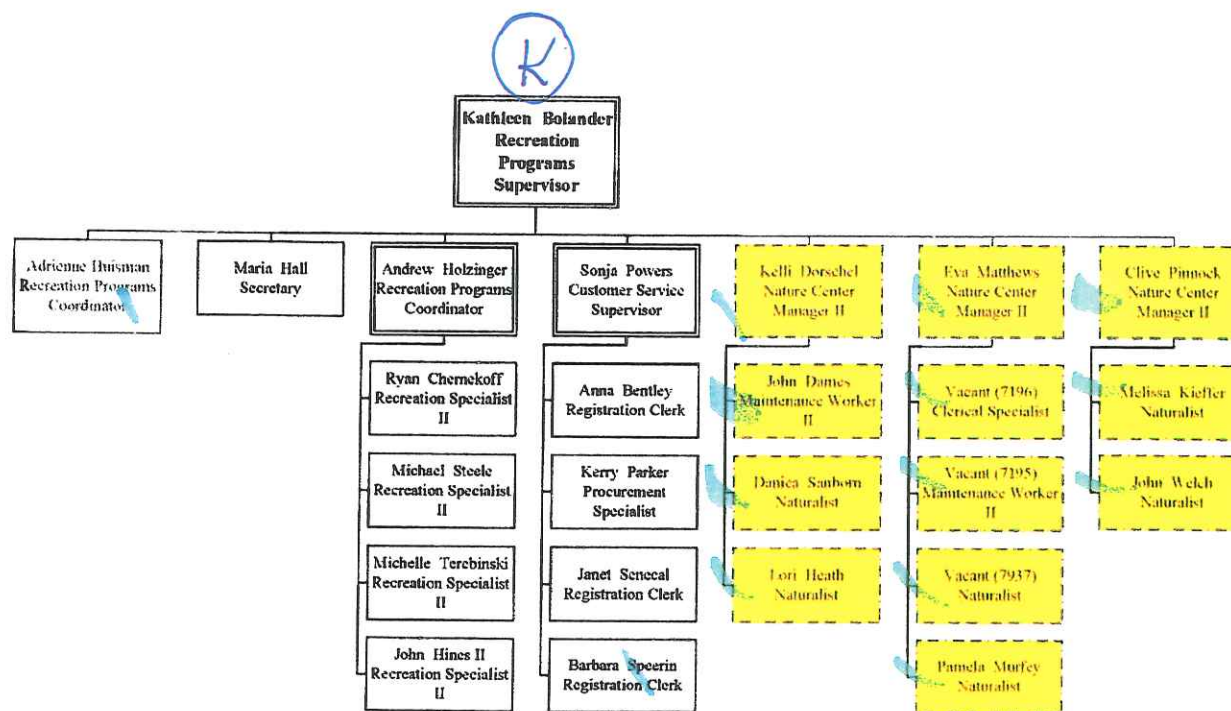 K
Kathleen Bolander
Recreation
Programs
Supervisor
Adrienne Huisman
Recreation Programs
Coordinator
Maria Hall
Secretary
Andrew Holzinger
Recreation Programs
Coordinator
Sonja Powers
Customer Service
Supervisor
Kelli Dorschel
Nature Center
Manager II
Eva Matthews
Nature Center
Manager II
Clive Pinnock
Nature Center
Manager II
Ryan Chernekoff
Recreation Specialist
II
Michael Steele
Recreation Specialist
II
Michelle Terebinski
Recreation Specialist
II
John Hines II
Recreation Specialist
II
Anna Bentley
Registration Clerk
Kerry Parker
Procurement
Specialist
Janet Senecal
Registration Clerk
Barbara Speerin
Registration Clerk
John Dames
Maintenance Worker
II
Danica Sanborn
Naturalist
Lori Heath
Naturalist
Vacant (7196)
Clerical Specialist
Vacant (7195)
Maintenance Worker
II
Vacant (7937)
Naturalist
Pamela Murfey
Naturalist
Melissa Kieffer
Naturalist
John Welch
Naturalist